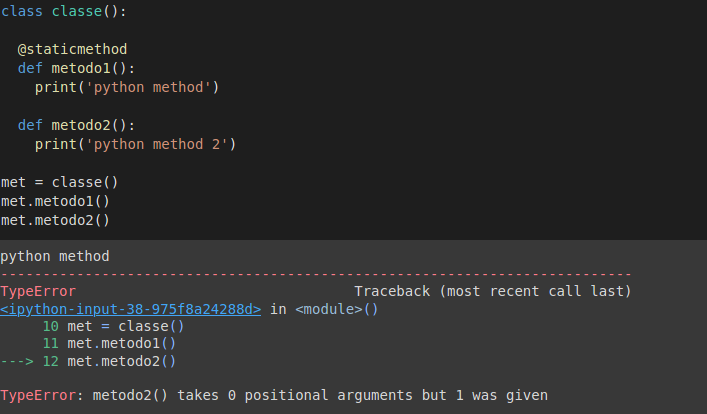 class classe():
@staticmethod
def metodo1():
print('python method')
def metodo2():
print('python method 2')
met = classe()
met.metodo1()
met.metodo2()
python method
---------------------------------------------------------------------------
TypeError Traceback (most recent call last)
<ipython-input-38-975f8a24288d> in <module>()
10 met = classe()
11 met.metodo1()
---> 12 met.metodo2()
TypeError: metodo2() takes 0 positional arguments but 1 was given